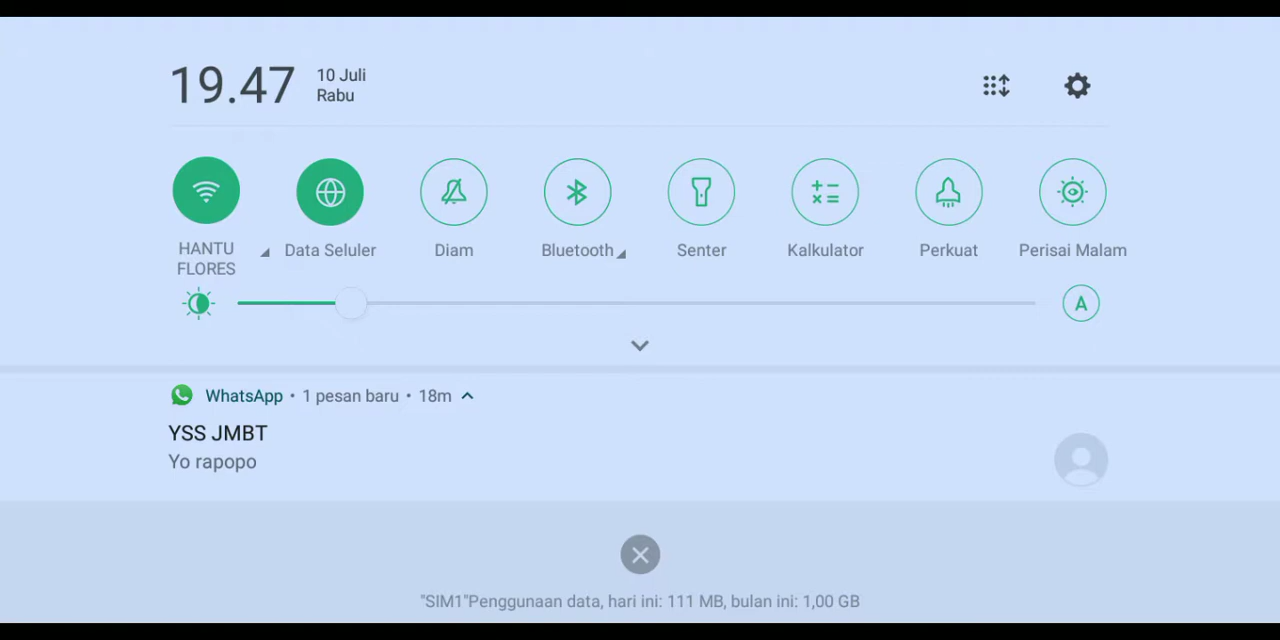 19.47
10 Juli
Rabu
HANTU
FLORES
Data Seluler
Diam
Bluetooth
Senter
Kalkulator
Perkuat
Perisai Malam
A
WhatsApp • 1 pesan baru • 18m
YSS JMBT
Yo rapopo
"SIM1"Penggunaan data, hari ini: 111 MB, bulan ini: 1,00 GB